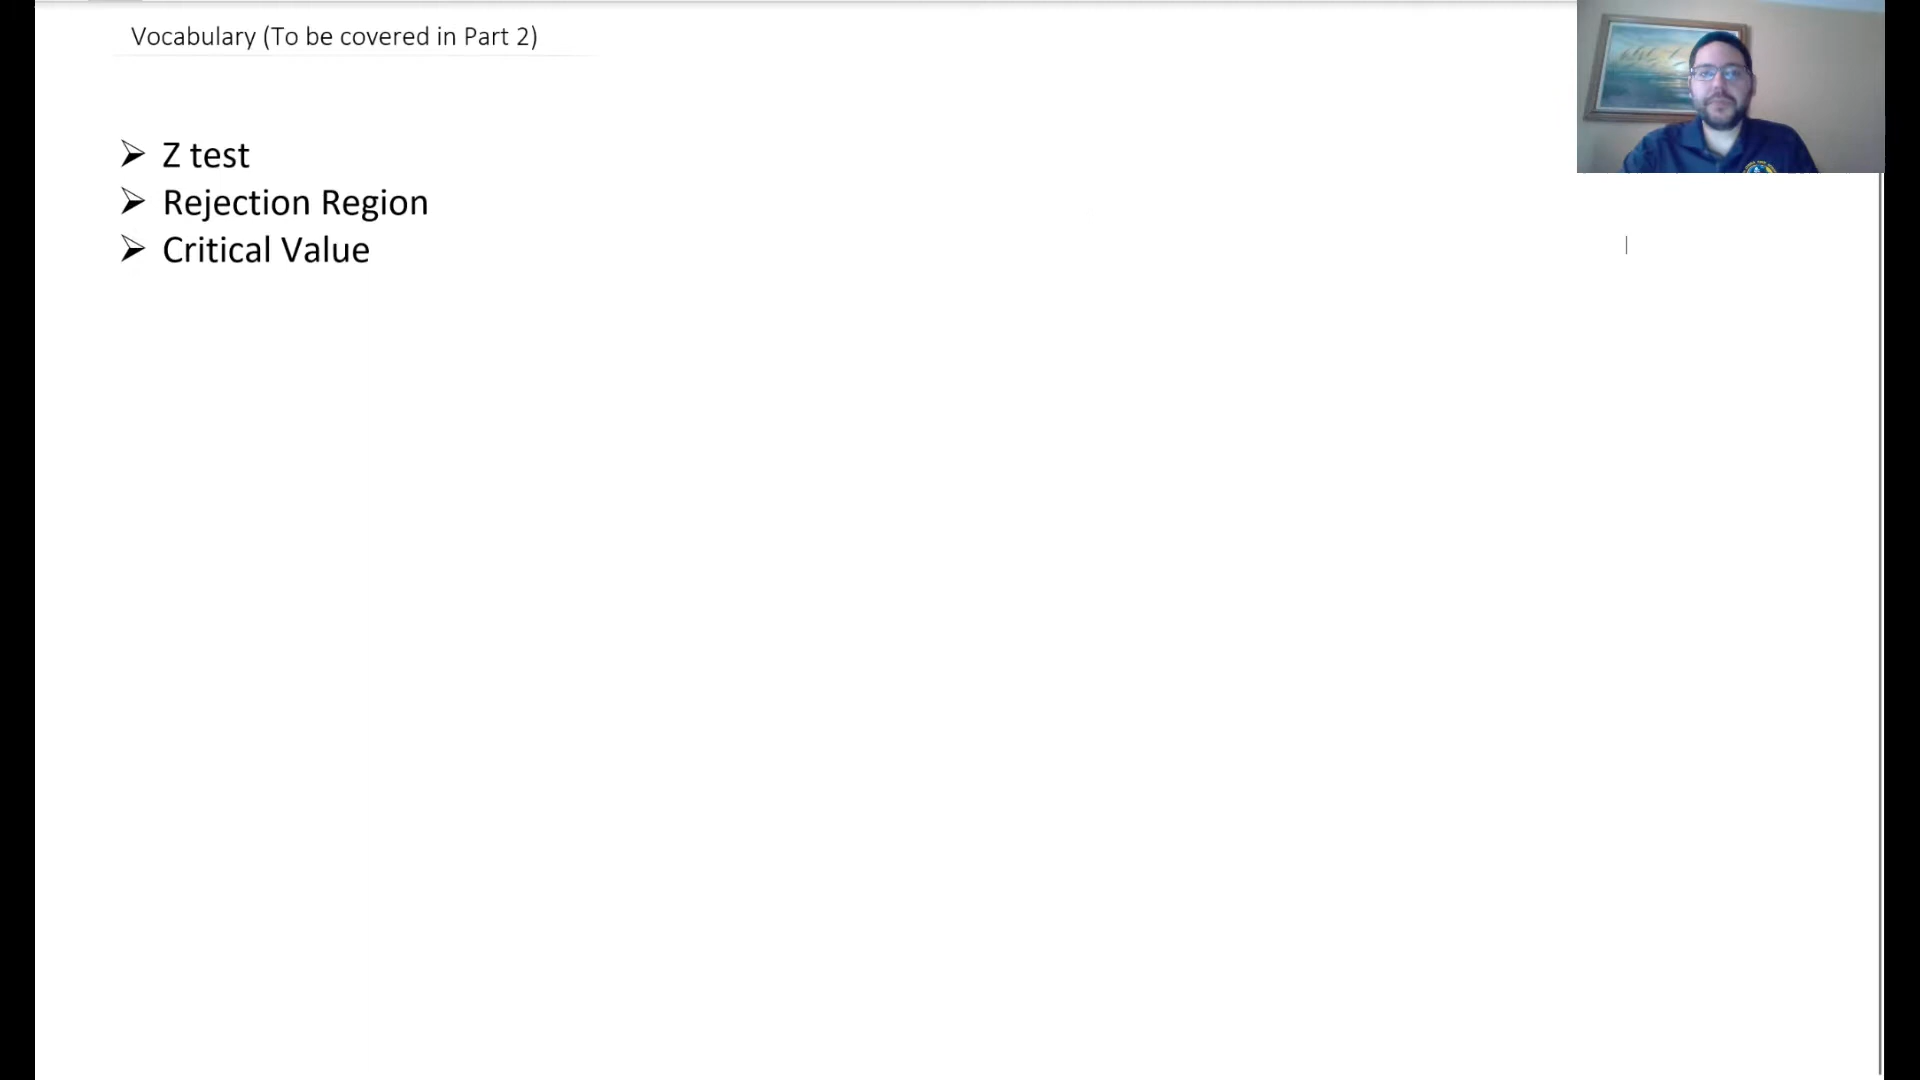 Vocabulary (To be covered in Part 2)
Z test
Rejection Region
Critical Value